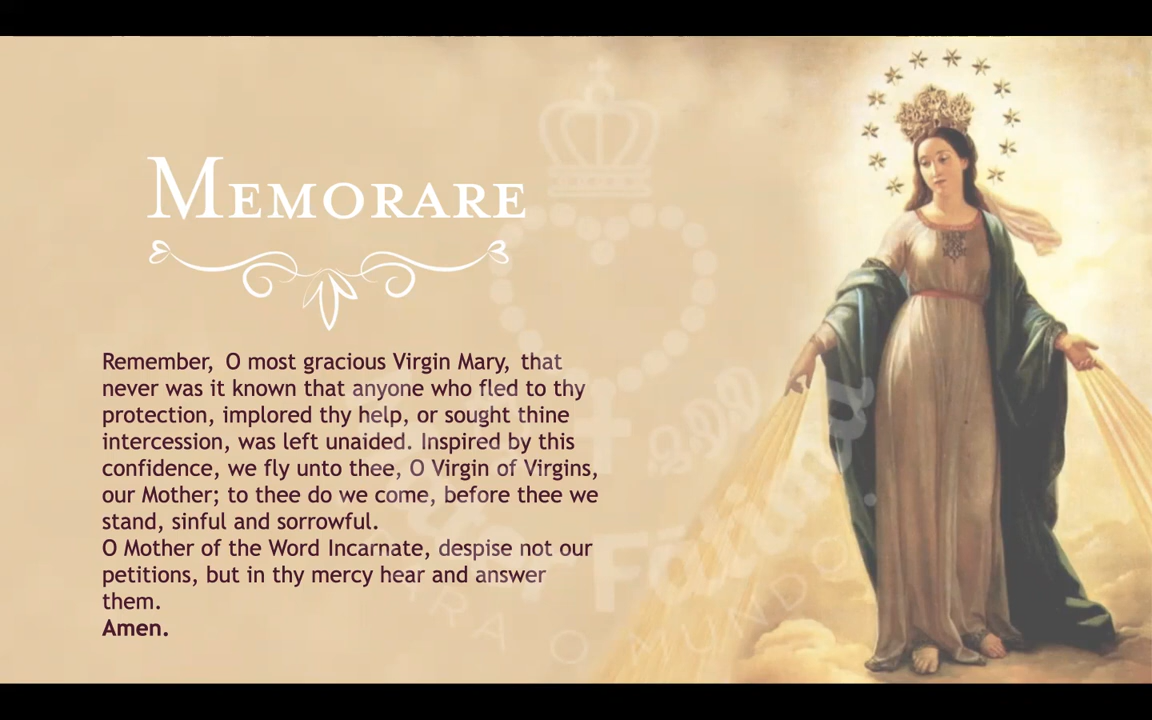 MEMORARE
Remember, O most gracious Virgin Mary, that
never was it known that anyone who fled to thy
protection, implored thy help, or sought thine
intercession, was left unaided. Inspired by this
confidence, we fly unto thee, O Virgin of Virgins,
our Mother; to thee do we come, before thee we
stand, sinful and sorrowful.
O Mother of the Word Incarnate, despise not our
petitions, but in thy mercy hear and answer
them.
Amen.
Fátima
PARA O MUNDO